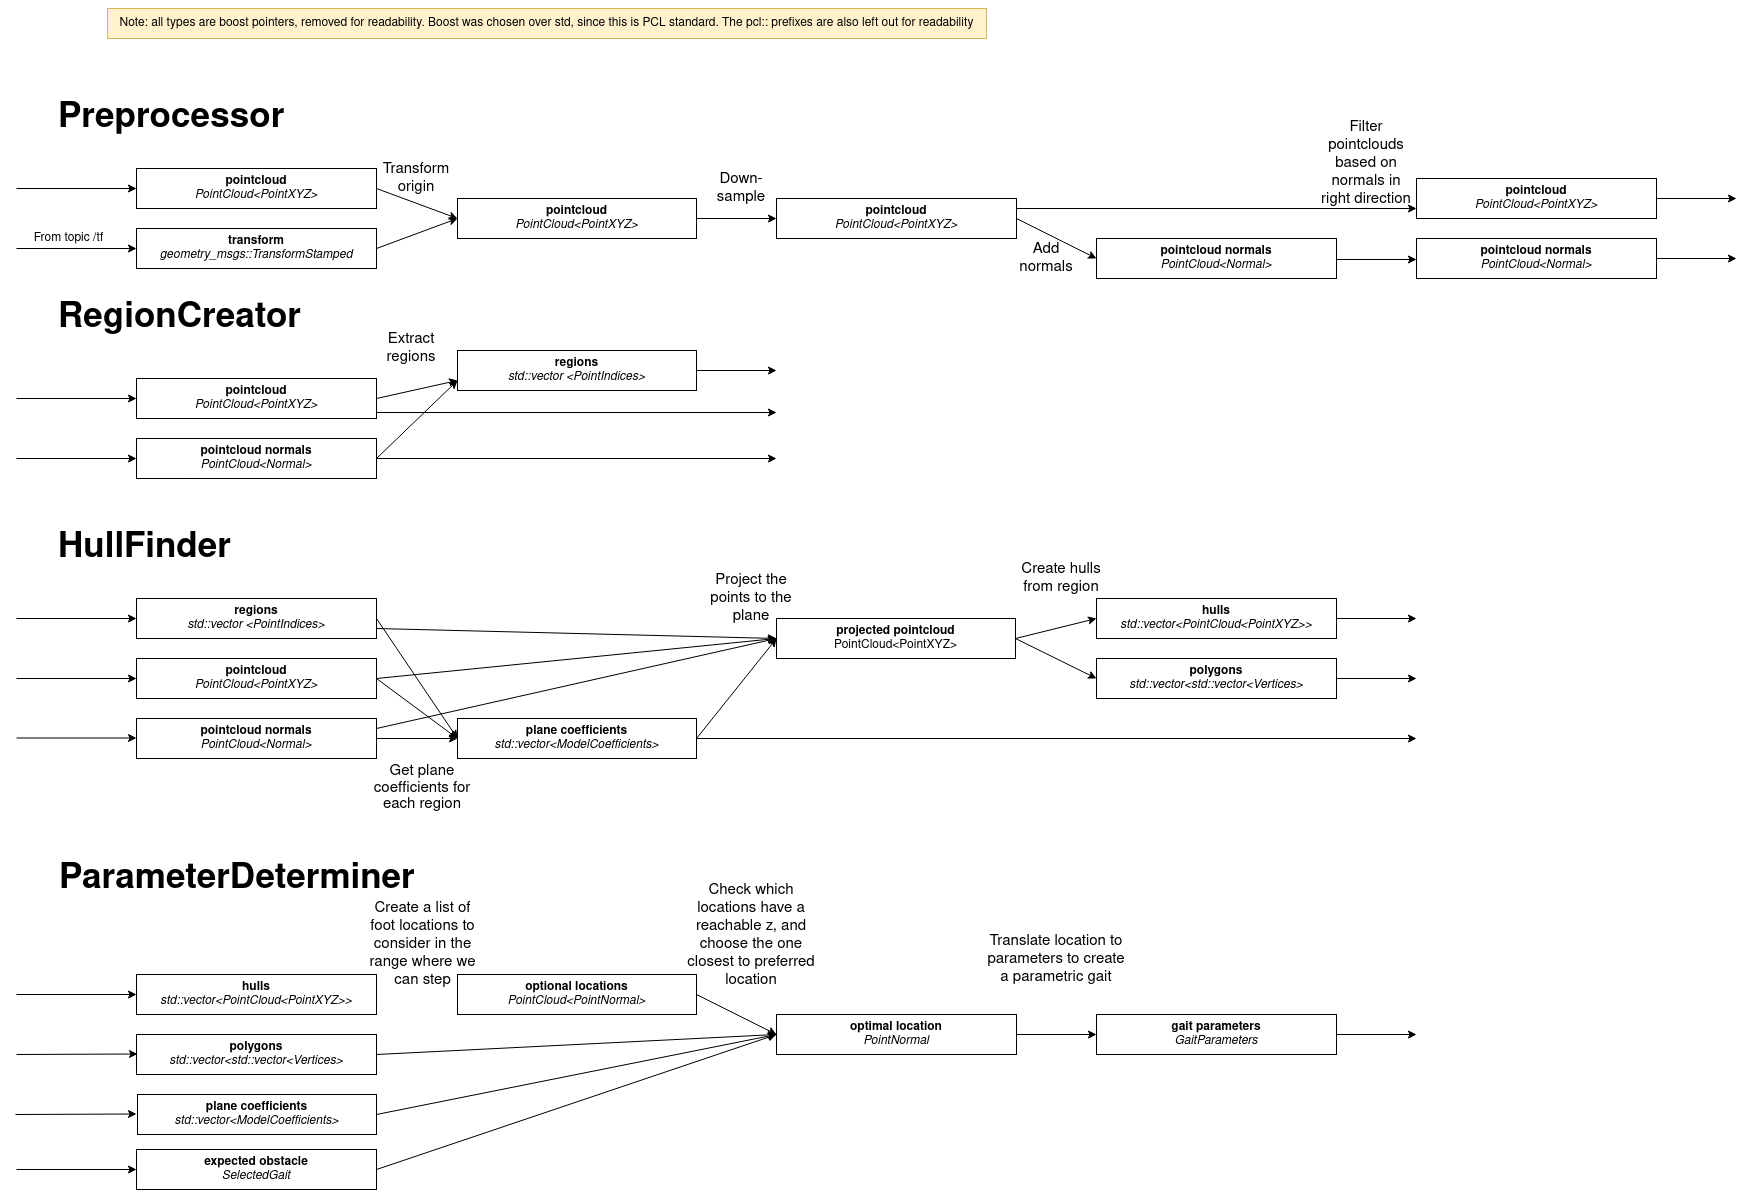 Note: all types are boost pointers, removed for readability. Boost was chosen over std, since this is PCL standard. The pcl:: prefixes are also left out for readability
Preprocessor
pointcloud
PointCloud<PointXYZ>
From topic /tf
transform
geometry_msgs::TransformStamped
Transform
origin
pointcloud
PointCloud<PointXYZ>
Down-
sample
pointcloud
PointCloud<PointXYZ>
Add
normals
pointcloud normals
PointCloud<Normal>
Filter
pointclouds
based on
normals in
right direction
pointcloud
PointCloud<PointXYZ>
pointcloud normals
PointCloud<Normal>
RegionCreator
pointcloud
PointCloud<PointXYZ>
pointcloud normals
PointCloud<Normal>
Extract
regions
regions
std::vector <PointIndices>
HullFinder
regions
std::vector <PointIndices>
pointcloud
PointCloud<PointXYZ>
pointcloud normals
PointCloud<Normal>
Get plane
coefficients for
each region
plane coefficients
std::vector<ModelCoefficients>
Project the
points to the
plane
projected pointcloud
PointCloud<PointXYZ>
Create hulls
from region
hulls
std::vector<PointCloud<PointXYZ>>
polygons
std::vector<std::vector<Vertices>
ParameterDeterminer
hulls
std::vector<PointCloud<PointXYZ>>
polygons
std::vector<std::vector<Vertices>
plane coefficients
std::vector<ModelCoefficients>
expected obstacle
SelectedGait
Create a list of
foot locations to
consider in the
range where we
can step
optional locations
PointCloud<PointNormal>
Check which
locations have a
reachable z, and
choose the one
closest to preferred
location
optimal location
PointNormal
Translate location to
parameters to create
a parametric gait
gait parameters
GaitParameters